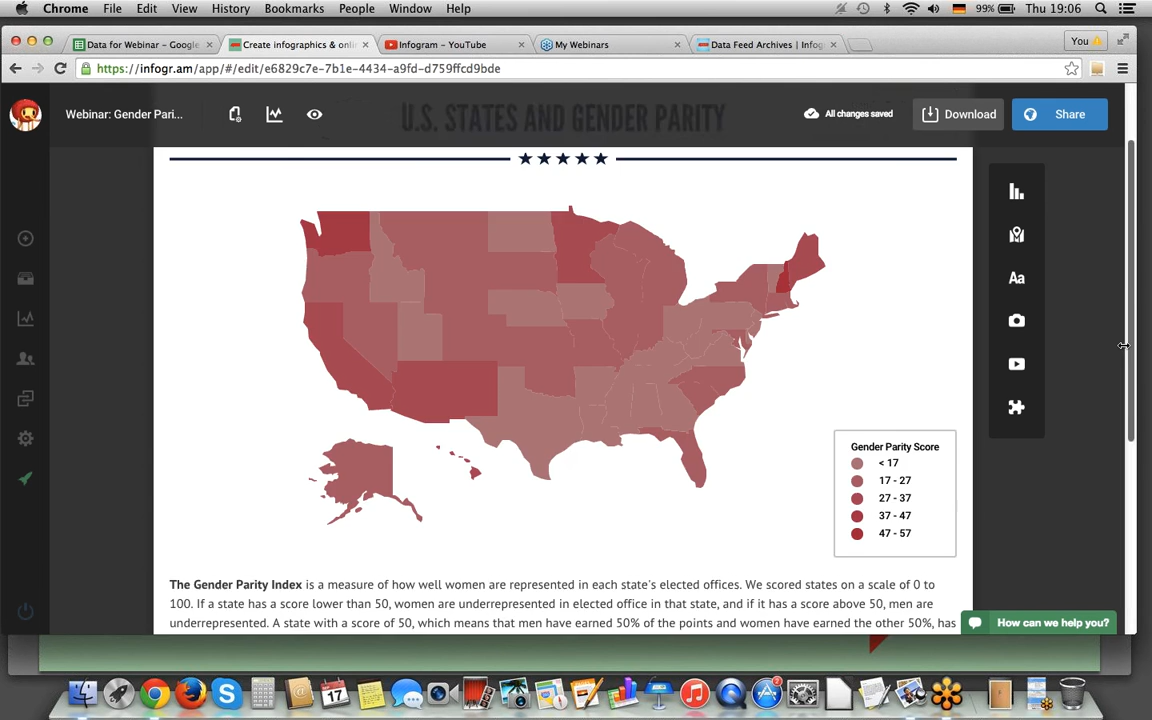 Chrome File Edit View History Bookmarks People Window Help 99% Thu 19:06
Data for Webinar - Google Create infographics & onli Infogram - YouTube My Webinars Data Feed Archives | Infog You
https://infogr.am/app/#/edit/e6829c7e-7b1e-4434-a9fd-d759ffcd9bde
Webinar: Gender Pari... All changes saved Download Share
U.S. STATES AND GENDER PARITY
Aa
Gender Parity Score
< 17
17 - 27
27 - 37
37 - 47
47 - 57
The Gender Parity Index is a measure of how well women are represented in each state's elected offices. We scored states on a scale of 0 to
100. If a state has a score lower than 50, women are underrepresented in elected office in that state, and if it has a score above 50, men are
underrepresented. A state with a score of 50, which means that men have earned 50% of the points and women have earned the other 50%, has
How can we help you?
17
2